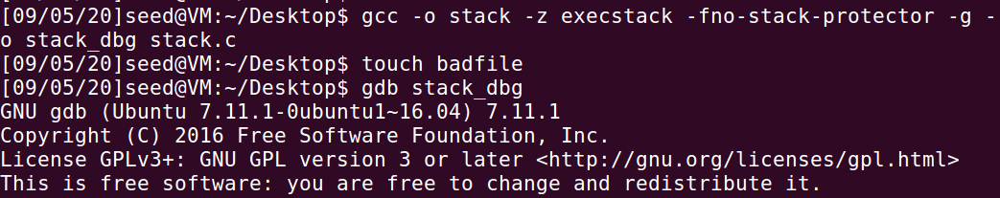 [09/05/20]seed@VM:~/Desktop$ gcc -o stack -z execstack -fno-stack-protector -g -
o stack_dbg stack.c
[09/05/20]seed@VM:~/Desktop$ touch badfile
[09/05/20]seed@VM:~/Desktop$ gdb stack_dbg
GNU gdb (Ubuntu 7.11.1-0ubuntu1~16.04) 7.11.1
Copyright (C) 2016 Free Software Foundation, Inc.
License GPLv3+: GNU GPL version 3 or later <http://gnu.org/licenses/gpl.html>
This is free software: you are free to change and redistribute it.